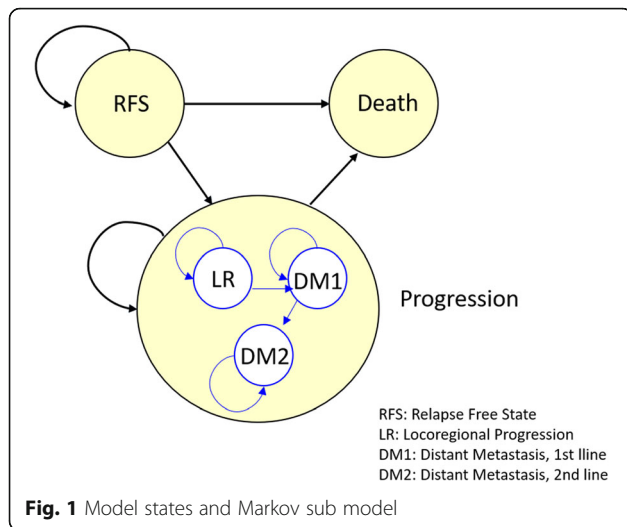 RFS
Death
LR
DM1
Progression
DM2
RFS: Relapse Free State
LR: Locoregional Progression
DM1: Distant Metastasis, 1st lline
DM2: Distant Metastasis, 2nd line
Fig. 1 Model states and Markov sub model